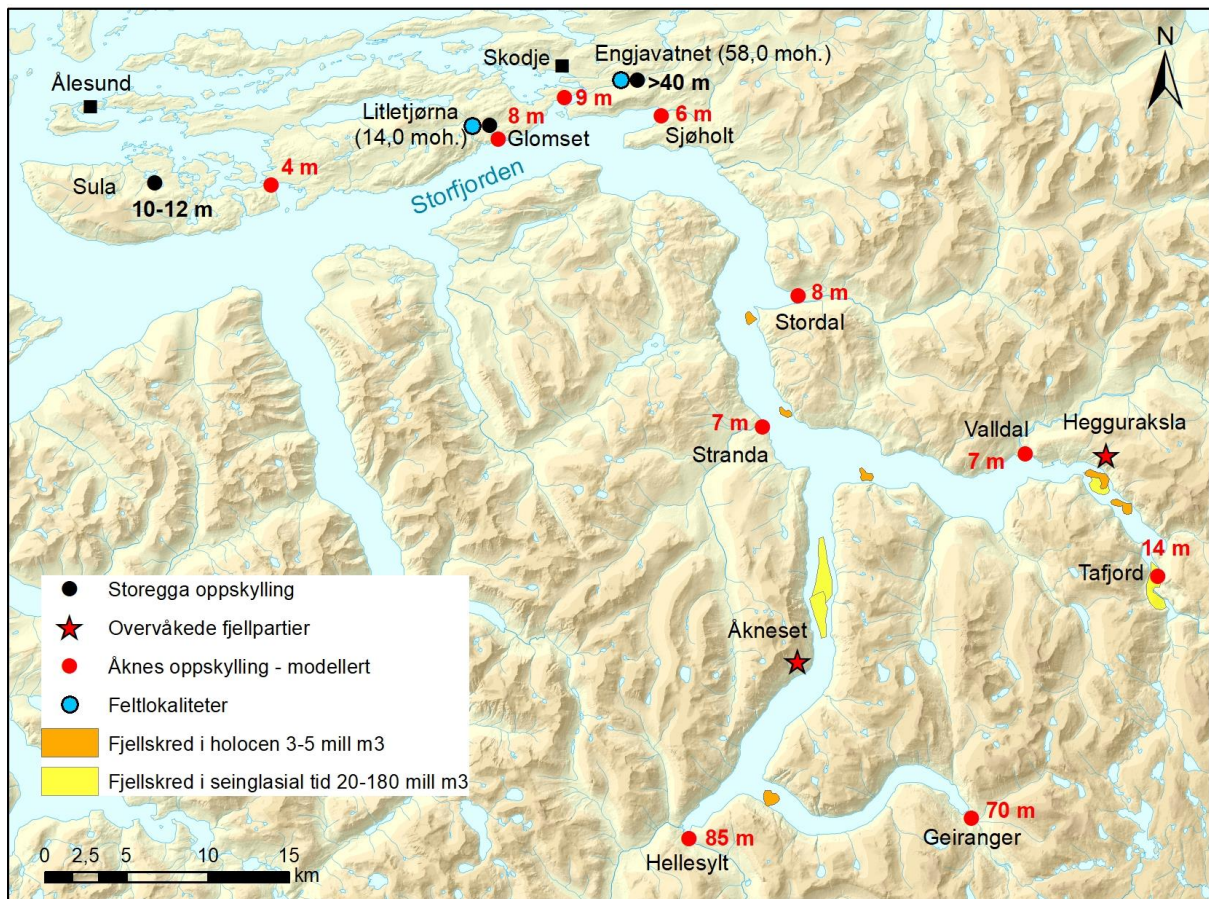 N
Engjavatnet (58,0 moh.)
Skodje
>40 m
Ålesund
9 m
Litletjørna
(14,0 moh.)
8 m
Glomset
6 m
Sjøholt
4 m
Sula
10-12 m
Storfjorden
8 m
Stordal
7 m
Stranda
Valldal
7 m
Hegguraksla
14 m
Tafjord
Åkneset
70 m
Geiranger
85 m
Hellesylt
Storegga oppskylling
Overvåkede fjellpartier
Åknes oppskylling - modellert
Feltlokaliteter
Fjellskred i holocen 3-5 mill m3
Fjellskred i seinglasial tid 20-180 mill m3
0 2,5 5 10 15
km